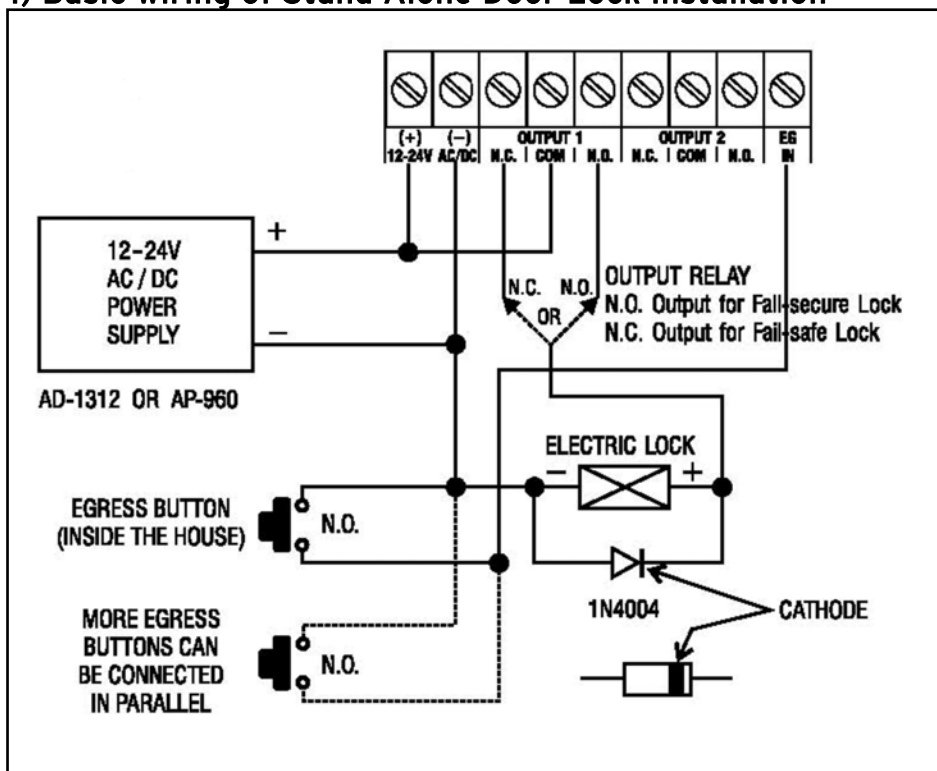 1) Basic wiring of Stand Alone Door Lock Installation
(+) (–) OUTPUT 1 OUTPUT 2 EG
12-24V AC/DC N.C. | COM | N.O. N.C. | COM | N.O. IN
+
12-24V
AC / DC
POWER
SUPPLY
–
AD-1312 OR AP-960
N.C. N.O.
OR
OUTPUT RELAY
N.O. Output for Fail-secure Lock
N.C. Output for Fail-safe Lock
ELECTRIC LOCK
– +
EGRESS BUTTON
(INSIDE THE HOUSE)
N.O.
1N4004
CATHODE
MORE EGRESS
BUTTONS CAN
BE CONNECTED
IN PARALLEL
N.O.